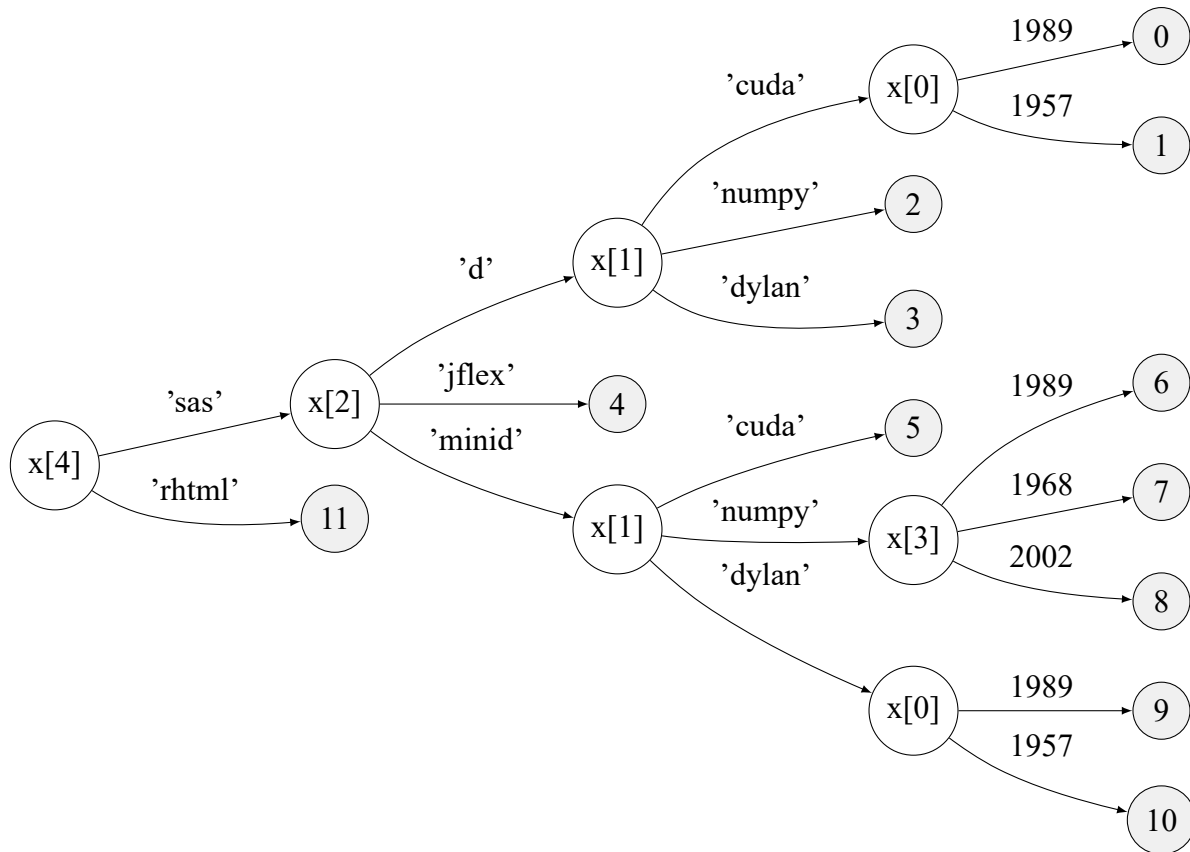 x[4]
’sas’
x[2]
’d’
x[1]
’cuda’
x[0]
1989
0
1957
1
’numpy’
2
’dylan’
3
’jflex’
4
’minid’
x[1]
’cuda’
5
’numpy’
x[3]
1989
6
1968
7
2002
8
’dylan’
x[0]
1989
9
1957
10
’rhtml’
11